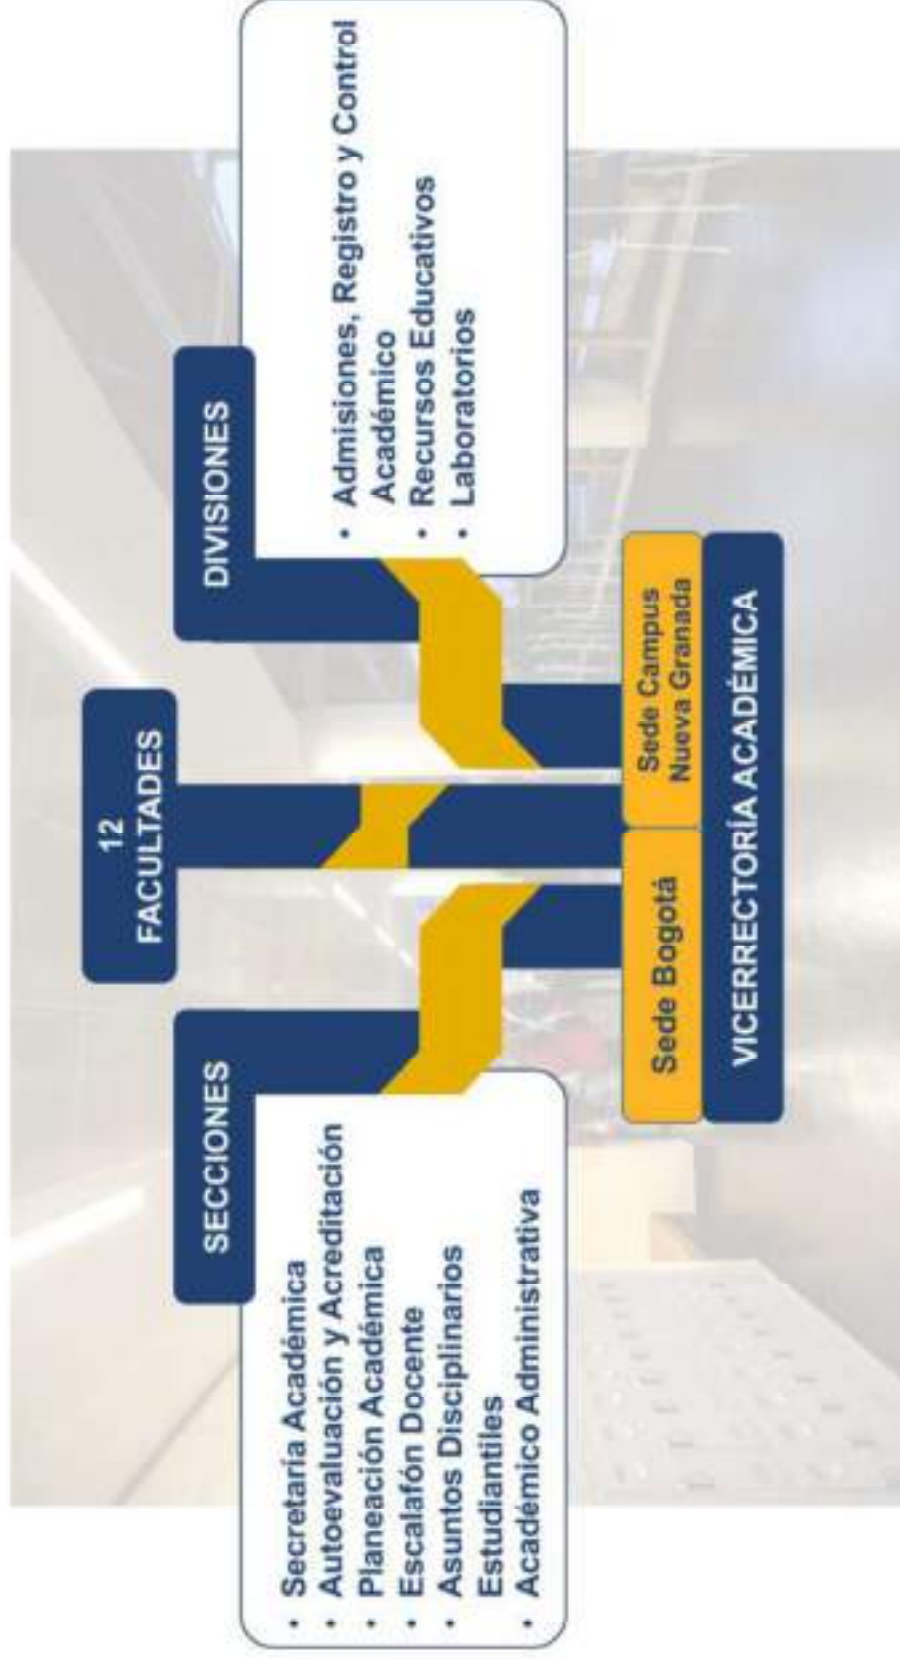 12
FACULTADES
SECCIONES
• Secretaría Académica
• Autoevaluación y Acreditación
• Planeación Académica
• Escalafón Docente
• Asuntos Disciplinarios
Estudiantiles
• Académico Administrativa
DIVISIONES
• Admisiones, Registro y Control
Académico
• Recursos Educativos
• Laboratorios
Sede Bogotá
Sede Campus
Nueva Granada
VICERRECTORÍA ACADÉMICA